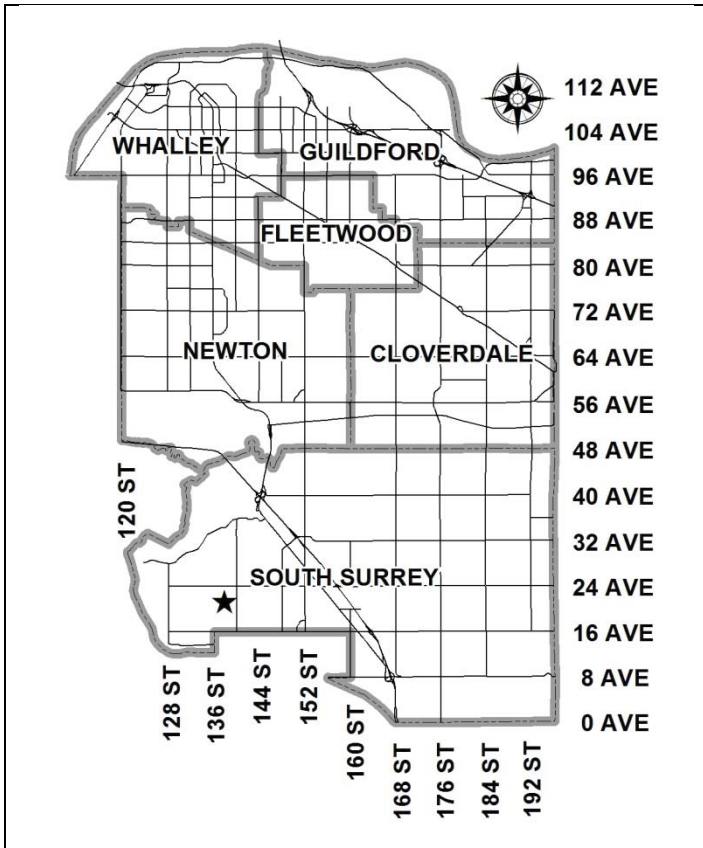 112 AVE
104 AVE
WHALLEY
GUILDFORD
96 AVE
88 AVE
FLEETWOOD
80 AVE
72 AVE
NEWTON
CLOVERDALE
64 AVE
56 AVE
48 AVE
120 ST
40 AVE
32 AVE
SOUTH SURREY
24 AVE
16 AVE
128 ST
136 ST
144 ST
152 ST
160 ST
8 AVE
0 AVE
168 ST
176 ST
184 ST
192 ST